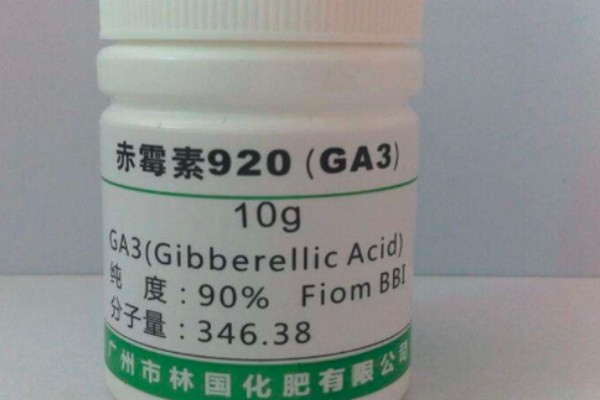 赤霉素920 (GA3)
10g
GA3(Gibberellic Acid)
纯 度:90% Fiom BBI
分子量:346.38
广州市林国化肥有限公司